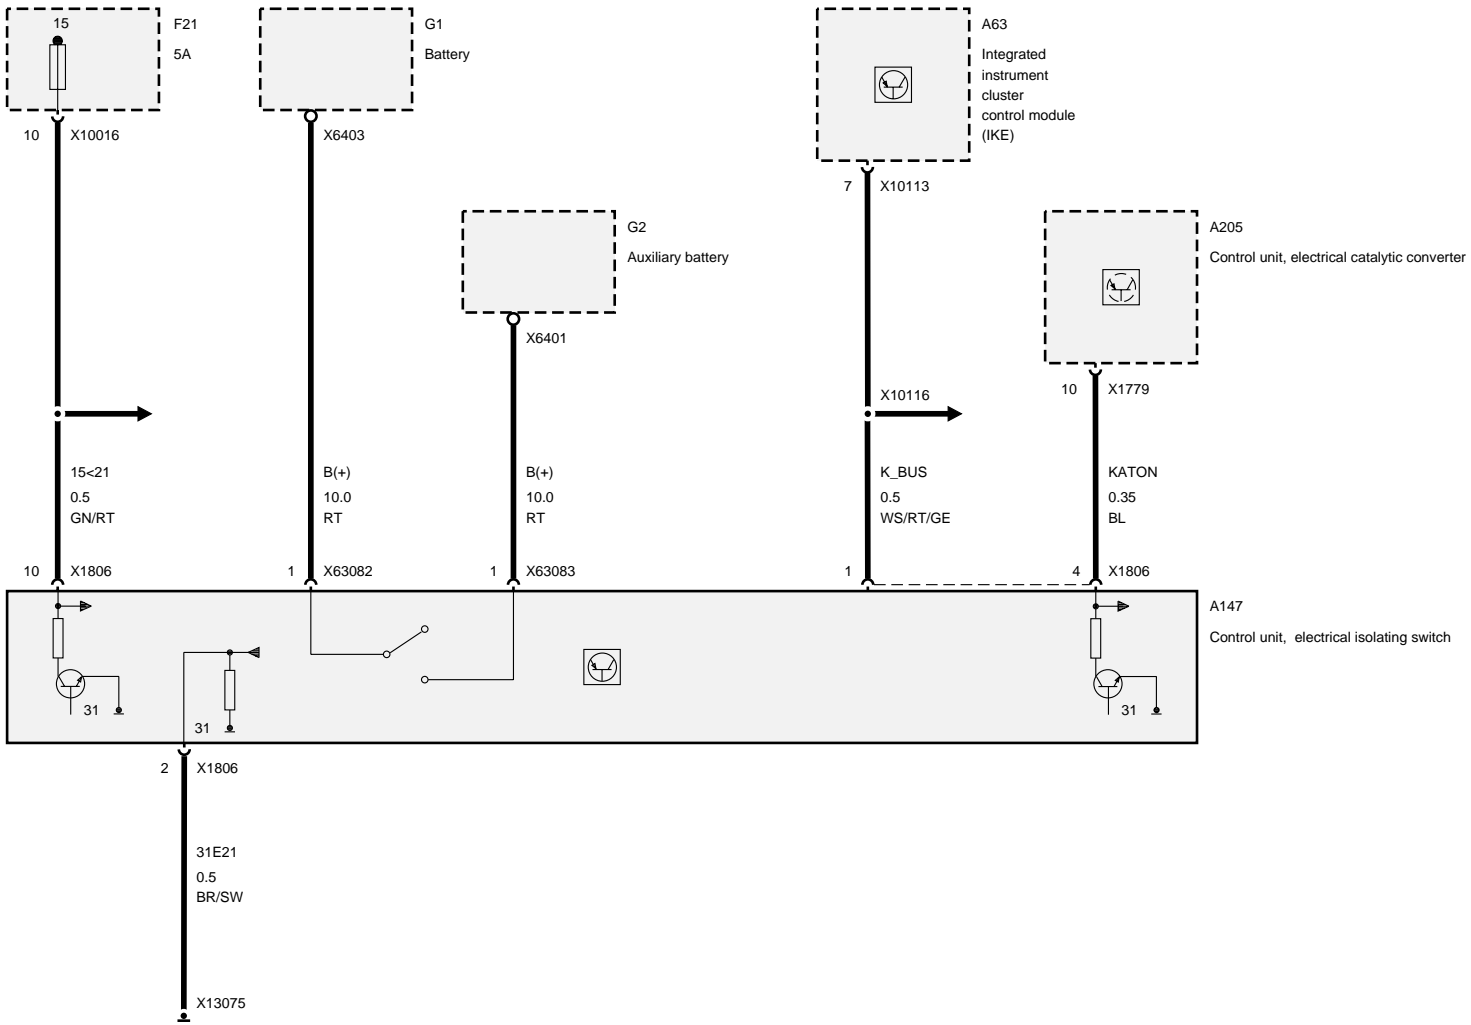 15
F21
5A
10 X10016
G1
Battery
X6403
G2
Auxiliary battery
X6401
A63
Integrated
instrument
cluster
control module
(IKE)
7 X10113
A205
Control unit, electrical catalytic converter
X10116
10 X1779
15<21
0.5
GN/RT
B(+)
10.0
RT
B(+)
10.0
RT
K_BUS
0.5
WS/RT/GE
KATON
0.35
BL
10 X1806
1 X63082
1 X63083
1
4 X1806
A147
Control unit, electrical isolating switch
31
31
31
2 X1806
31E21
0.5
BR/SW
X13075